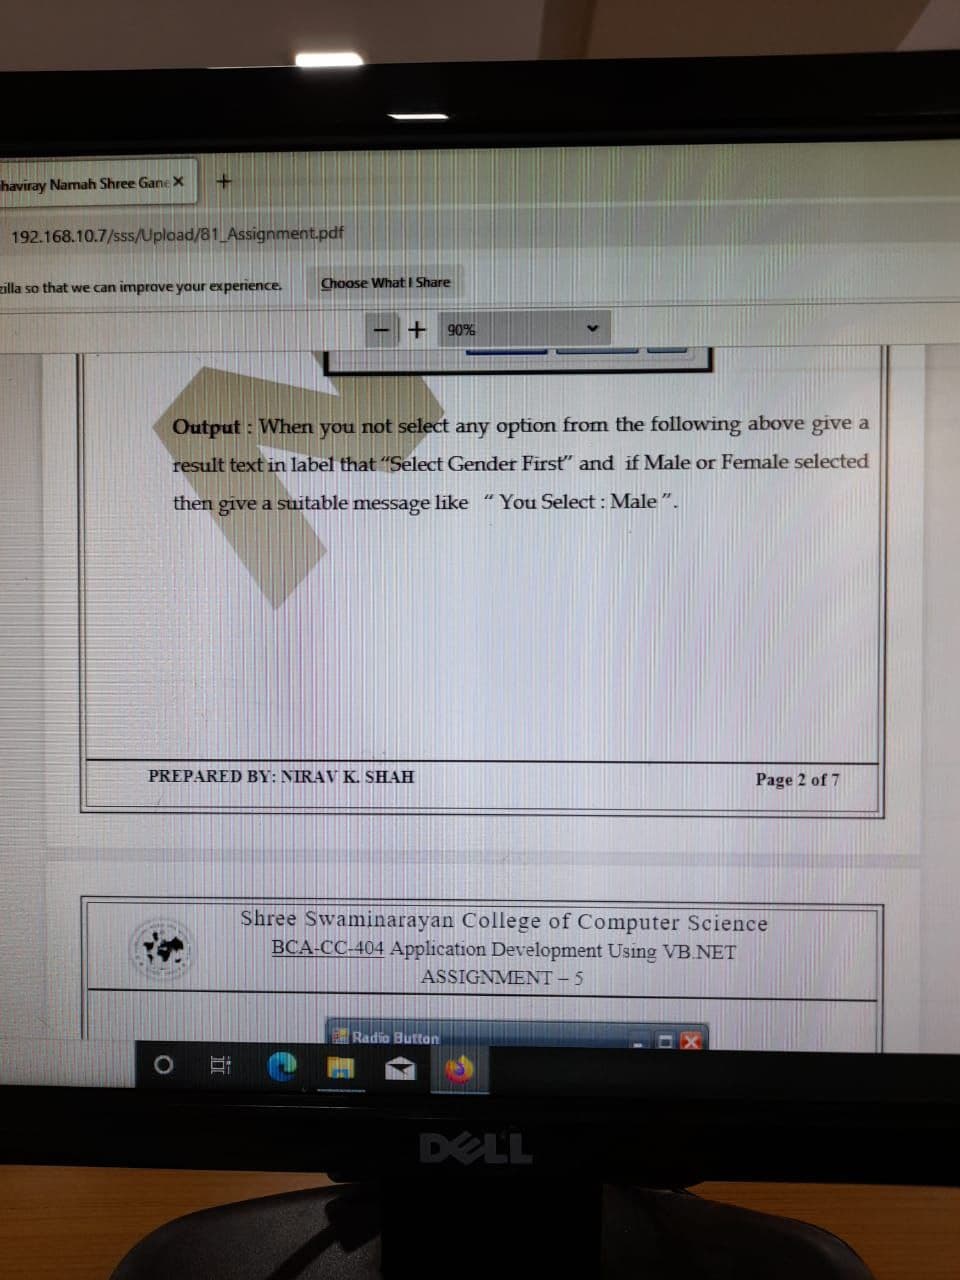 haviray Namah Shree Gane X +
192.168.10.7/sss/Upload/81_Assignment.pdf
zilla so that we can improve your experience. Choose What I Share
− + 90%
Output : When you not select any option from the following above give a
result text in label that “Select Gender First” and if Male or Female selected
then give a suitable message like “ You Select : Male ”.
PREPARED BY: NIRAV K. SHAH Page 2 of 7
Shree Swaminarayan College of Computer Science
BCA-CC-404 Application Development Using VB.NET
ASSIGNMENT – 5
Radio Button
DELL